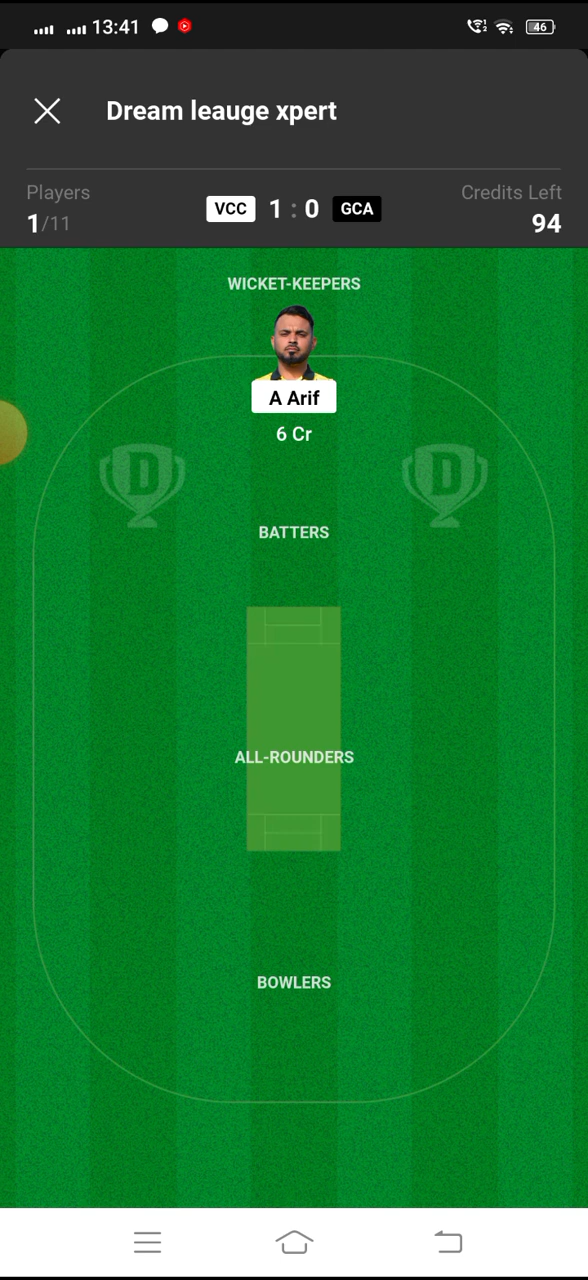 13:41 46
Dream leauge xpert
Players
Credits Left
1/11
VCC 1 : 0 GCA
94
WICKET-KEEPERS
A Arif
6 Cr
D D
BATTERS
ALL-ROUNDERS
BOWLERS